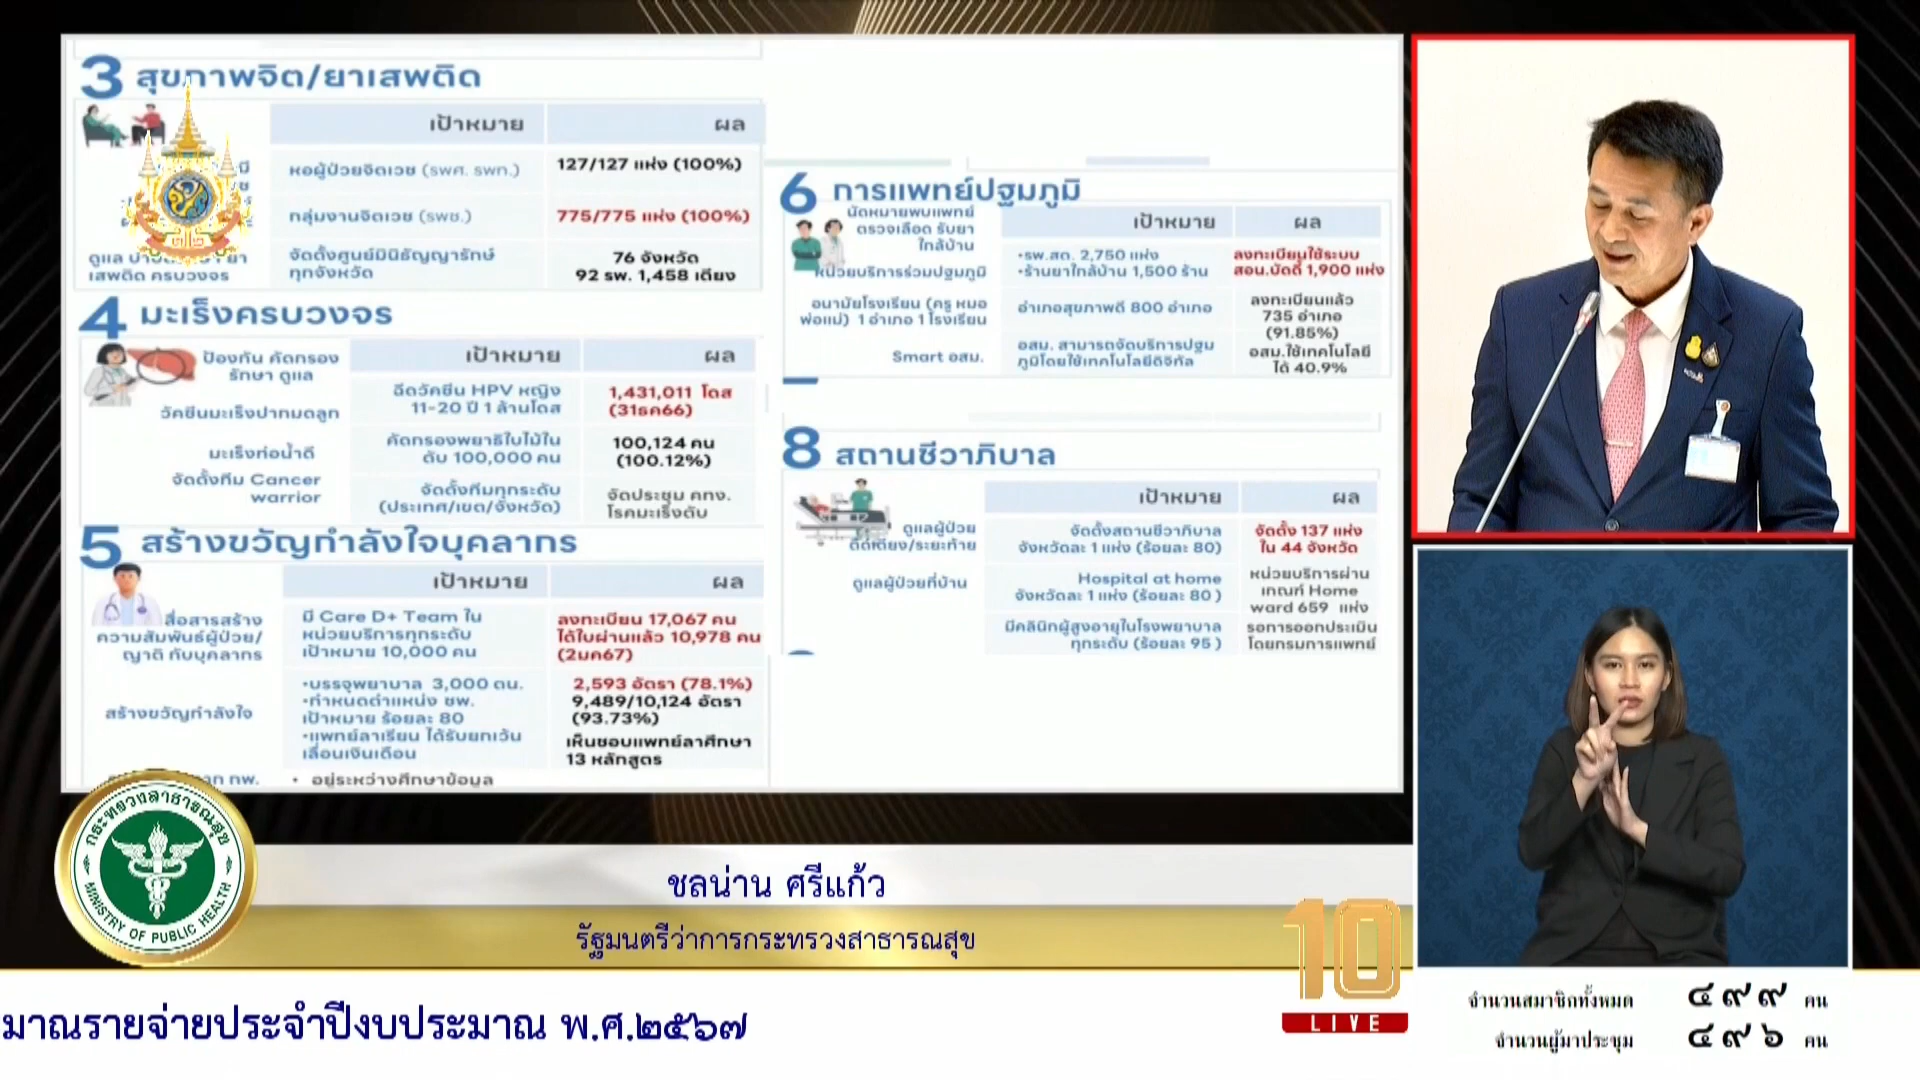 3 สุขภาพจิต/ยาเสพติด
เป้าหมาย ผล
หอผู้ป่วยจิตเวช (รพศ. รพท.) 127/127 แห่ง (100%)
กลุ่มงานจิตเวช (รพช.) 775/775 แห่ง (100%)
ดูแล
เสพติด ครบวงจร
จัดตั้งศูนย์มินิธัญญารักษ์
ทุกจังหวัด
76 จังหวัด
92 รพ. 1,458 เตียง
4 มะเร็งครบวงจร
เป้าหมาย ผล
ป้องกัน คัดกรอง
รักษา ดูแล
วัคซีนมะเร็งปากมดลูก
ฉีดวัคซีน HPV หญิง
11-20 ปี 1 ล้านโดส
1,431,011 โดส
(31ธค66)
มะเร็งท่อน้ำดี
คัดกรองพยาธิใบไม้ใน
ตับ 100,000 คน
100,124 คน
(100.12%)
จัดตั้งทีม Cancer
warrior
จัดตั้งทีมทุกระดับ
(ประเทศ/เขต/จังหวัด)
จัดประชุม คทง.
โรคมะเร็งตับ
5 สร้างขวัญกำลังใจบุคลากร
เป้าหมาย ผล
สื่อสารสร้าง
ความสัมพันธ์ผู้ป่วย/
ญาติ กับบุคลากร
มี Care D+ Team ใน
หน่วยบริการทุกระดับ
เป้าหมาย 10,000 คน
ลงทะเบียน 17,067 คน
ได้ใบผ่านแล้ว 10,978 คน
(2มค67)
สร้างขวัญกำลังใจ
•บรรจุพยาบาล 3,000 ตน.
•กำหนดตำแหน่ง ชพ.
เป้าหมาย ร้อยละ 80
•แพทย์ลาเรียน ได้รับยกเว้น
เลื่อนเงินเดือน
2,593 อัตรา (78.1%)
9,489/10,124 อัตรา
(93.73%)
เห็นชอบแพทย์ลาศึกษา
13 หลักสูตร
กพ.
• อยู่ระหว่างศึกษาข้อมูล
6 การแพทย์ปฐมภูมิ
เป้าหมาย ผล
นัดหมายพบแพทย์
ตรวจเลือด รับยา
ใกล้บ้าน
หน่วยบริการร่วมปฐมภูมิ
•รพ.สต. 2,750 แห่ง
•ร้านยาใกล้บ้าน 1,500 ร้าน
ลงทะเบียนใช้ระบบ
สอน.บัดดี้ 1,900 แห่ง
อนามัยโรงเรียน (ครู หมอ
พ่อแม่) 1 อำเภอ 1 โรงเรียน
อำเภอสุขภาพดี 800 อำเภอ
ลงทะเบียนแล้ว
735 อำเภอ
(91.85%)
Smart อสม.
อสม. สามารถจัดบริการปฐม
ภูมิโดยใช้เทคโนโลยีดิจิทัล
อสม.ใช้เทคโนโลยี
ได้ 40.9%
8 สถานชีวาภิบาล
เป้าหมาย ผล
ดูแลผู้ป่วย
ติดเตียง/ระยะท้าย
จัดตั้งสถานชีวาภิบาล
จังหวัดละ 1 แห่ง (ร้อยละ 80)
จัดตั้ง 137 แห่ง
ใน 44 จังหวัด
ดูแลผู้ป่วยที่บ้าน
Hospital at home
จังหวัดละ 1 แห่ง (ร้อยละ 80 )
หน่วยบริการผ่าน
เกณฑ์ Home
ward 659 แห่ง
มีคลินิกผู้สูงอายุในโรงพยาบาล
ทุกระดับ (ร้อยละ 95 )
รอการออกประเมิน
โดยกรมการแพทย์
กระทรวงสาธารณสุข
MINISTRY OF PUBLIC HEALTH
ชลน่าน ศรีแก้ว
รัฐมนตรีว่าการกระทรวงสาธารณสุข
10
LIVE
มาณรายจ่ายประจำปีงบประมาณ พ.ศ.๒๕๖๗
จำนวนสมาชิกทั้งหมด ๔๙๙ คน
จำนวนผู้มาประชุม ๔๙๖ คน